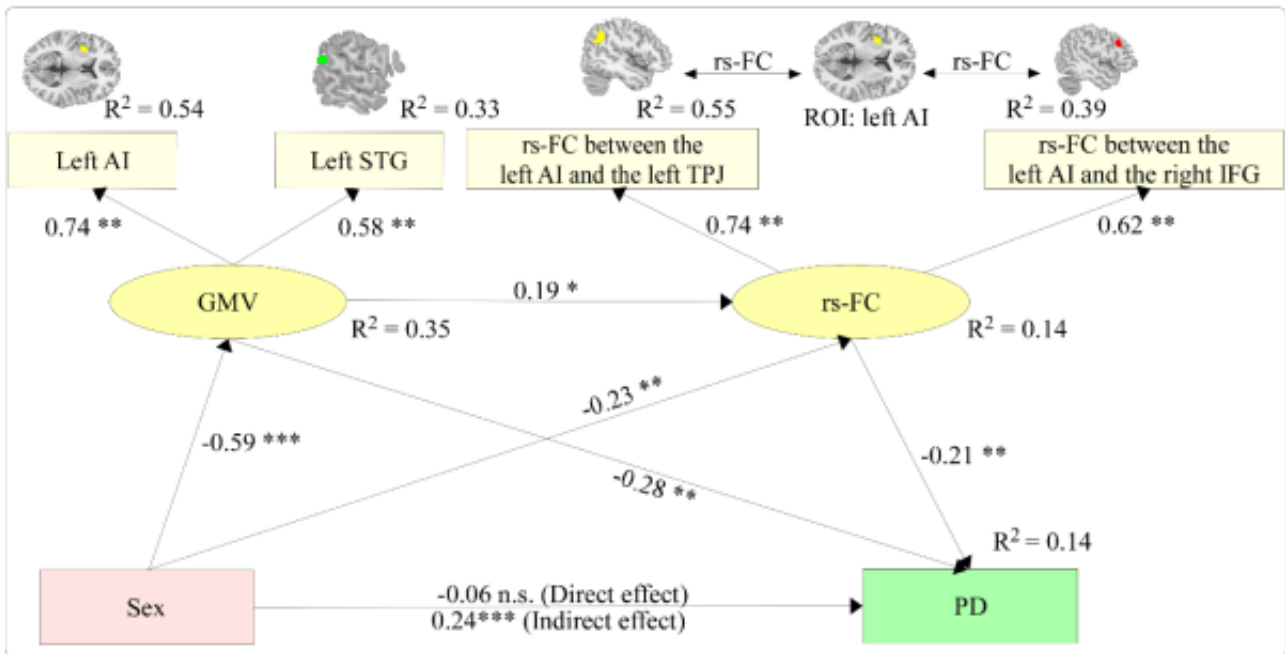 rs-FC
rs-FC
R² = 0.54
R² = 0.33
R² = 0.55
ROI: left AI
R² = 0.39
Left AI
Left STG
rs-FC between the
left AI and the left TPJ
rs-FC between the
left AI and the right IFG
0.74 **
0.58 **
0.74 **
0.62 **
GMV
0.19 *
rs-FC
R² = 0.35
R² = 0.14
-0.59 ***
-0.23 **
-0.28 **
-0.21 **
R² = 0.14
Sex
-0.06 n.s. (Direct effect)
0.24*** (Indirect effect)
PD